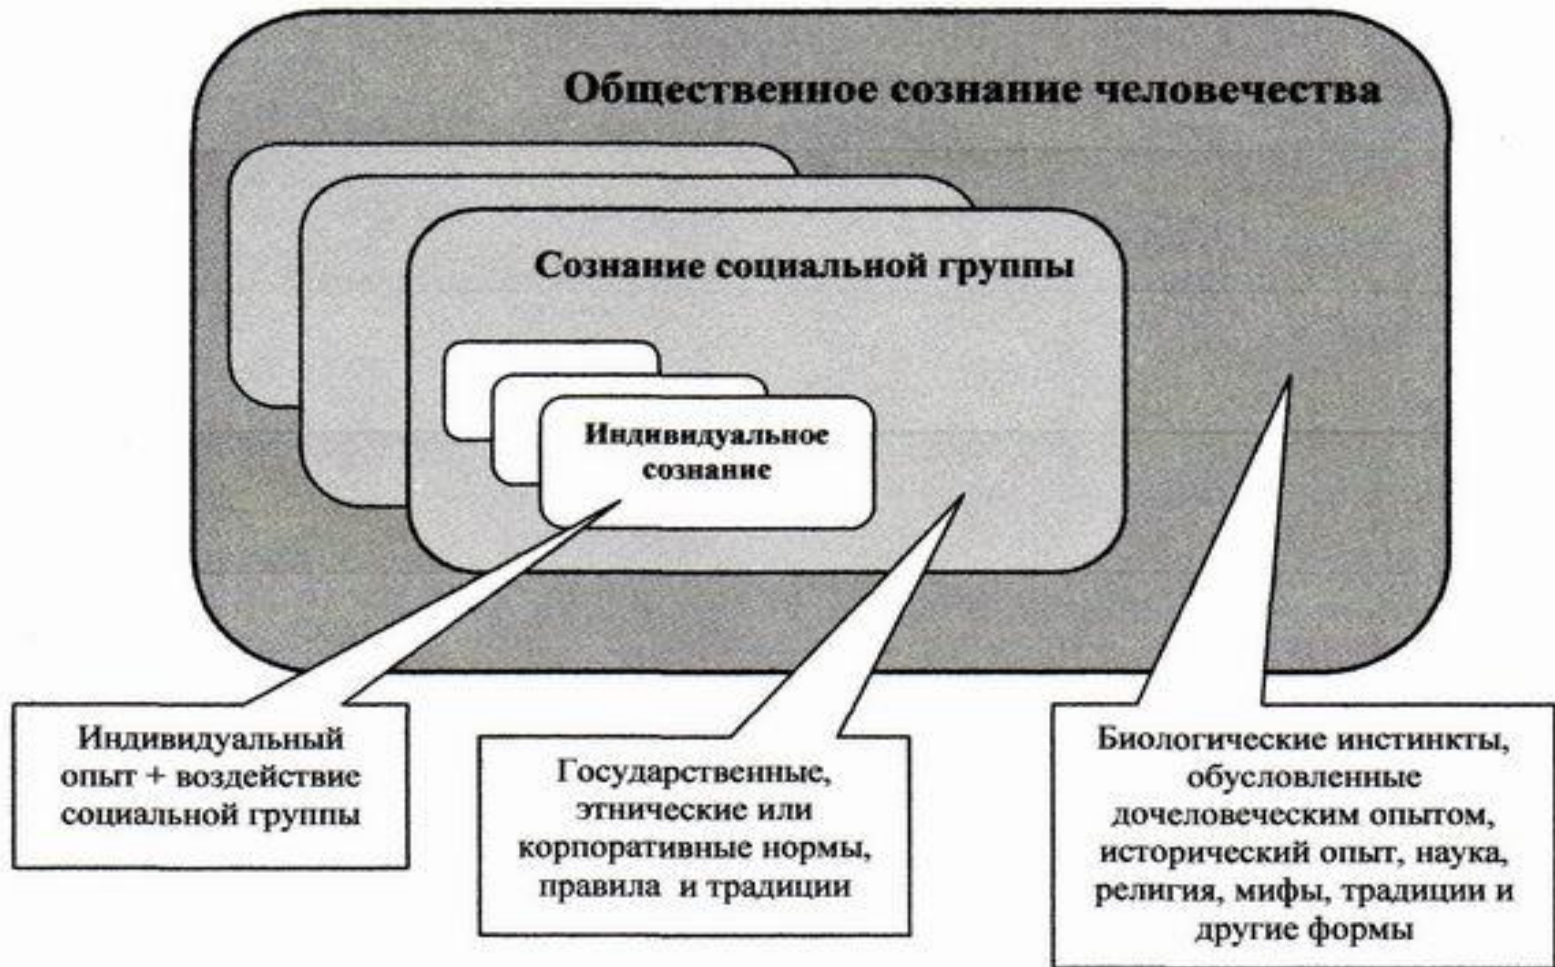 Общественное сознание человечества
Сознание социальной группы
Индивидуальное
сознание
Индивидуальный
опыт + воздействие
социальной группы
Государственные,
этнические или
корпоративные нормы,
правила и традиции
Биологические инстинкты,
обусловленные
дочеловеческим опытом,
исторический опыт, наука,
религия, мифы, традиции и
другие формы